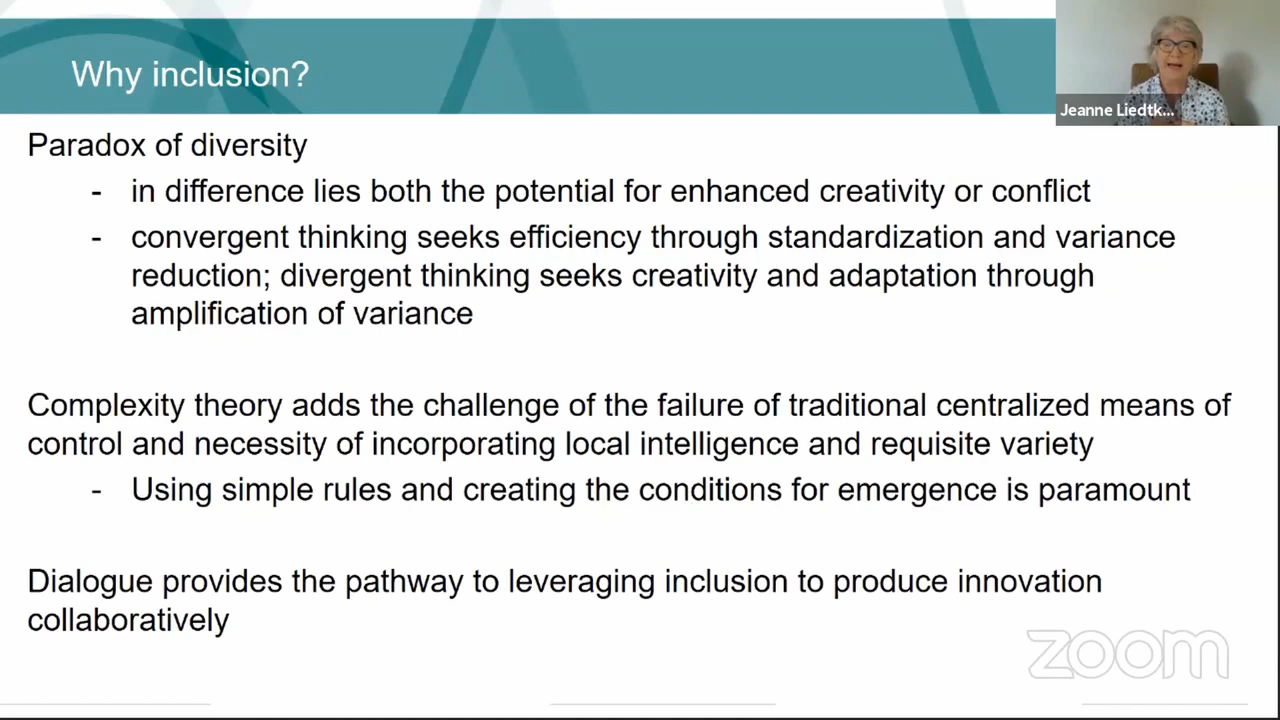 Why inclusion?
Jeanne Liedtk...
Paradox of diversity
- in difference lies both the potential for enhanced creativity or conflict
- convergent thinking seeks efficiency through standardization and variance
reduction; divergent thinking seeks creativity and adaptation through
amplification of variance
Complexity theory adds the challenge of the failure of traditional centralized means of
control and necessity of incorporating local intelligence and requisite variety
- Using simple rules and creating the conditions for emergence is paramount
Dialogue provides the pathway to leveraging inclusion to produce innovation
collaboratively
zoom